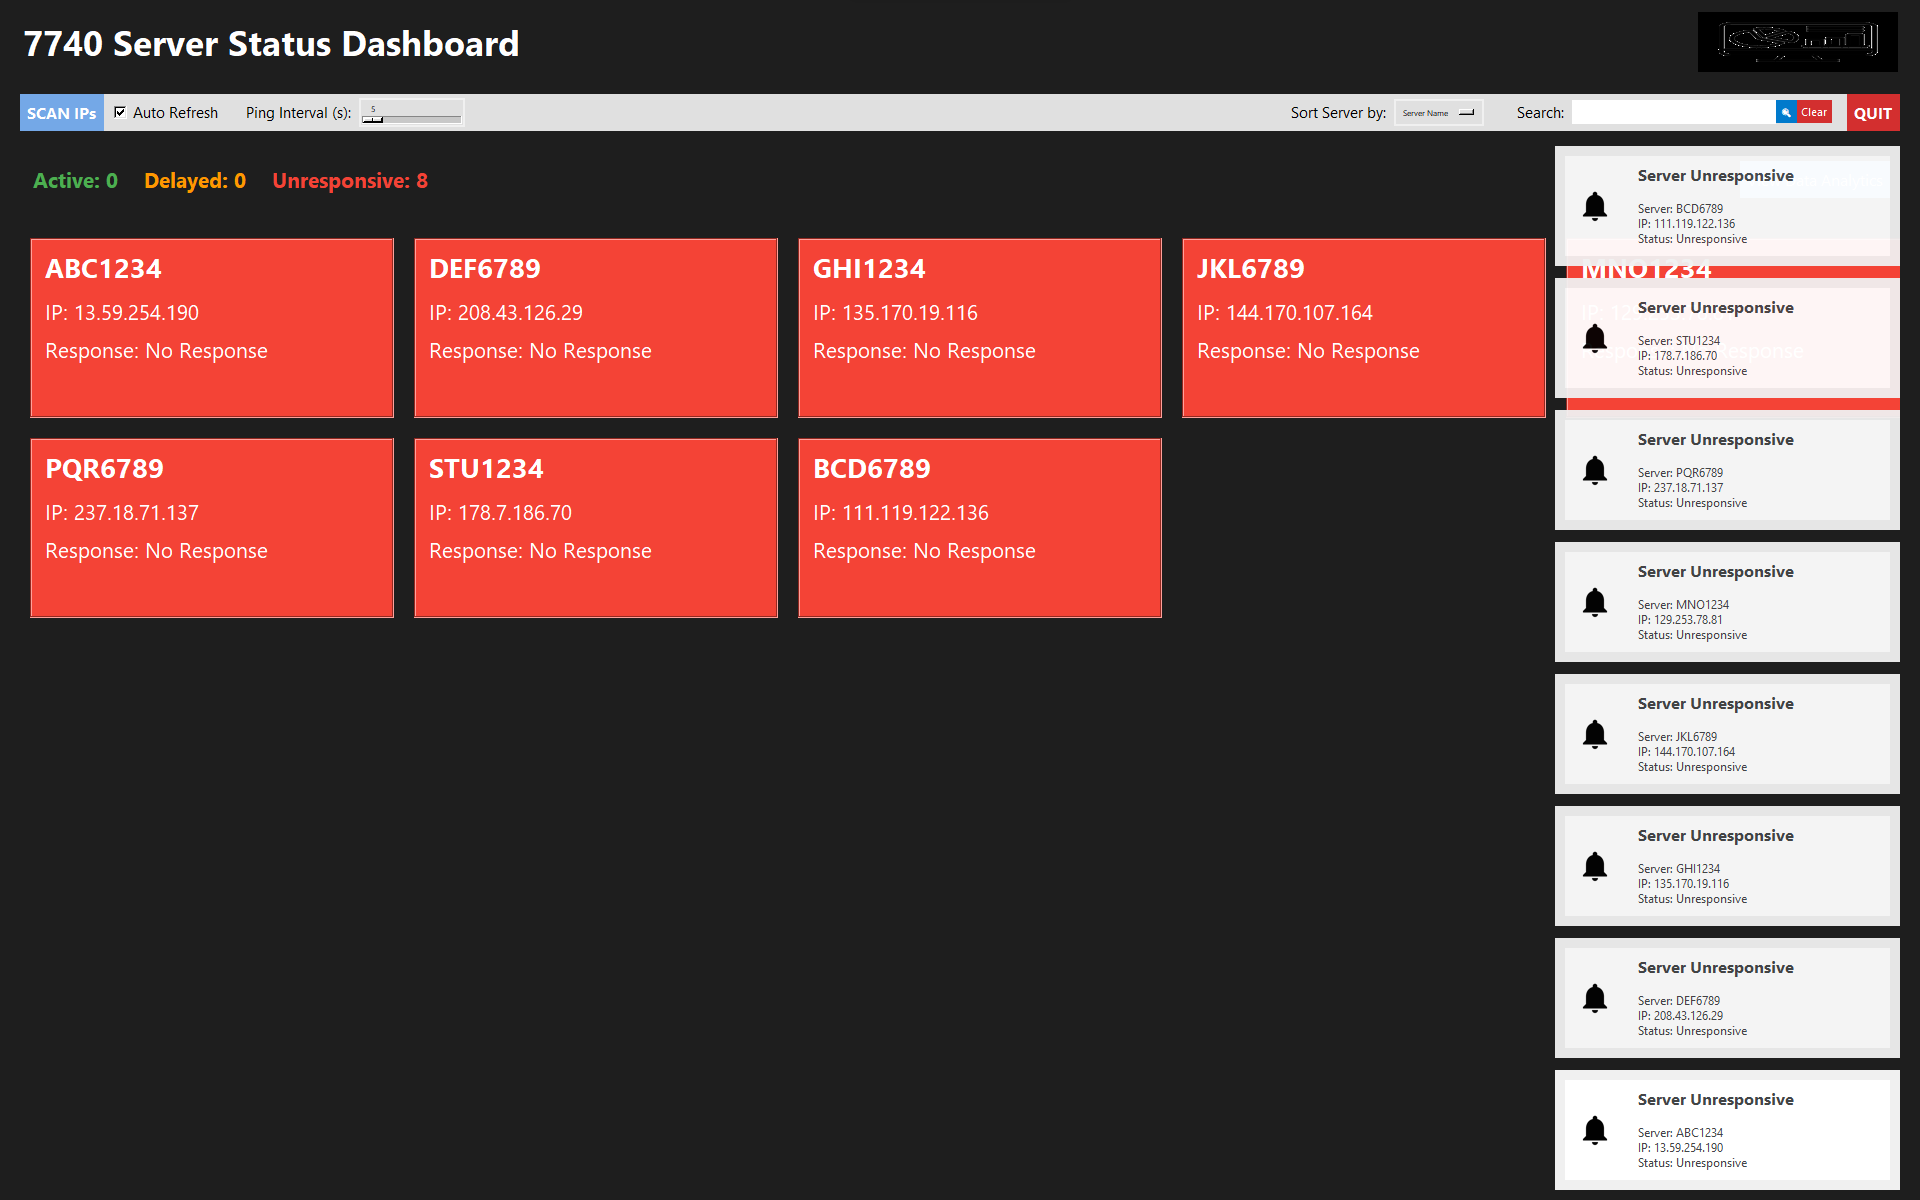 7740 Server Status Dashboard
SCAN IPs
Auto Refresh
Ping Interval (s):
5
Sort Server by:
Server Name
Search:
Clear
QUIT
Active: 0
Delayed: 0
Unresponsive: 8
ABC1234
IP: 13.59.254.190
Response: No Response
DEF6789
IP: 208.43.126.29
Response: No Response
GHI1234
IP: 135.170.19.116
Response: No Response
JKL6789
IP: 144.170.107.164
Response: No Response
MNO1234
IP: 12
Response
PQR6789
IP: 237.18.71.137
Response: No Response
STU1234
IP: 178.7.186.70
Response: No Response
BCD6789
IP: 111.119.122.136
Response: No Response
Server Unresponsive
Server: BCD6789
IP: 111.119.122.136
Status: Unresponsive
Server Unresponsive
Server: STU1234
IP: 178.7.186.70
Status: Unresponsive
Server Unresponsive
Server: PQR6789
IP: 237.18.71.137
Status: Unresponsive
Server Unresponsive
Server: MNO1234
IP: 129.253.78.81
Status: Unresponsive
Server Unresponsive
Server: JKL6789
IP: 144.170.107.164
Status: Unresponsive
Server Unresponsive
Server: GHI1234
IP: 135.170.19.116
Status: Unresponsive
Server Unresponsive
Server: DEF6789
IP: 208.43.126.29
Status: Unresponsive
Server Unresponsive
Server: ABC1234
IP: 13.59.254.190
Status: Unresponsive